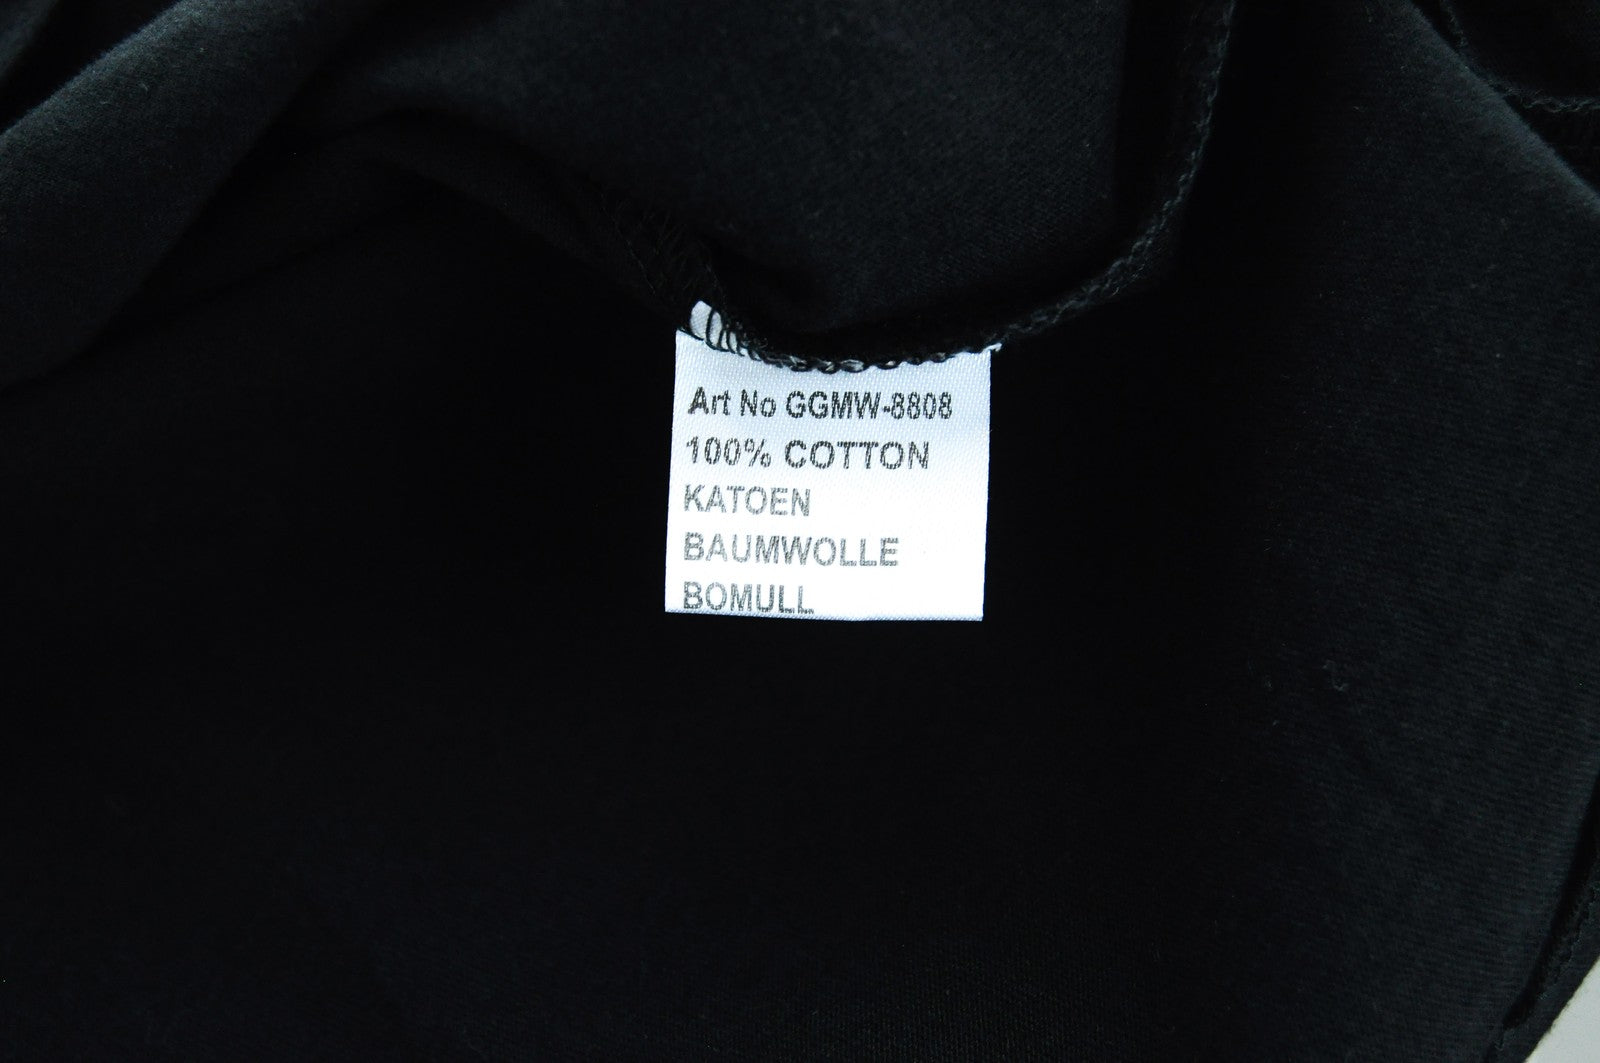 Art No GGMW-8808
100% COTTON
KATOEN
BAUMWOLLE
BOMULL